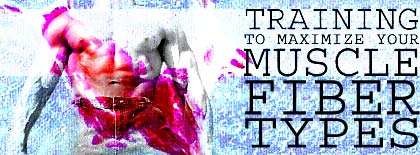 TRAINING
TO MAXIMIZE YOUR
MUSCLE
FIBER
TYPES